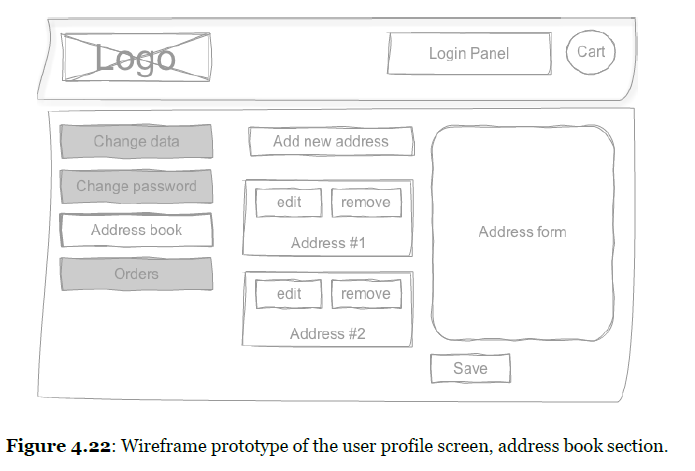 Logo
Login Panel
Cart
Change data
Change password
Address book
Orders
Add new address
edit
remove
Address #1
edit
remove
Address #2
Address form
Save
Figure 4.22: Wireframe prototype of the user profile screen, address book section.